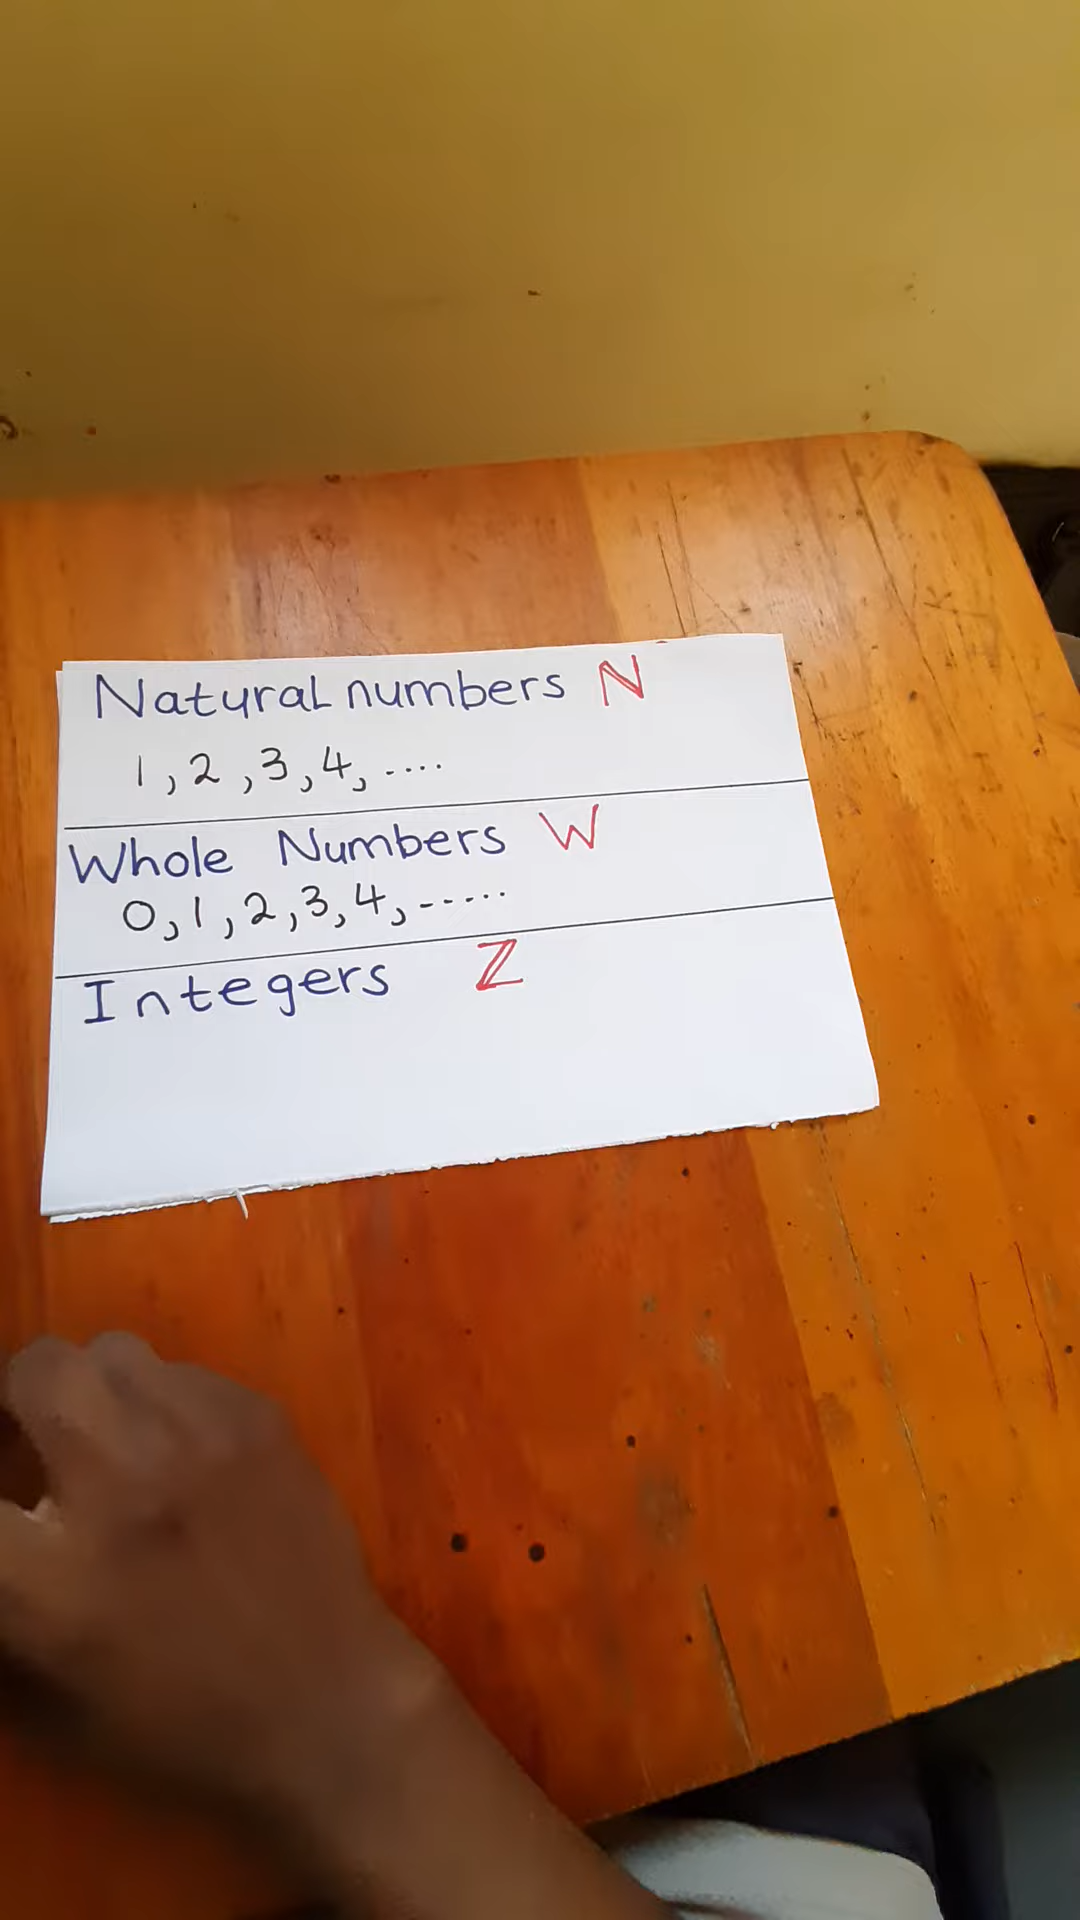 Natural numbers N
1, 2, 3, 4, ....
Whole Numbers W
0, 1, 2, 3, 4, -----
Integers Z